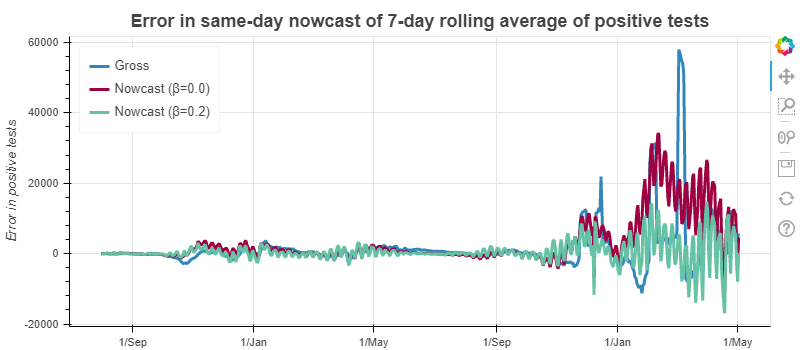 Error in same-day nowcast of 7-day rolling average of positive tests
60000
40000
20000
0
-20000
Error in positive tests
Gross
Nowcast (β=0.0)
Nowcast (β=0.2)
1/Sep
1/Jan
1/May
1/Sep
1/Jan
1/May